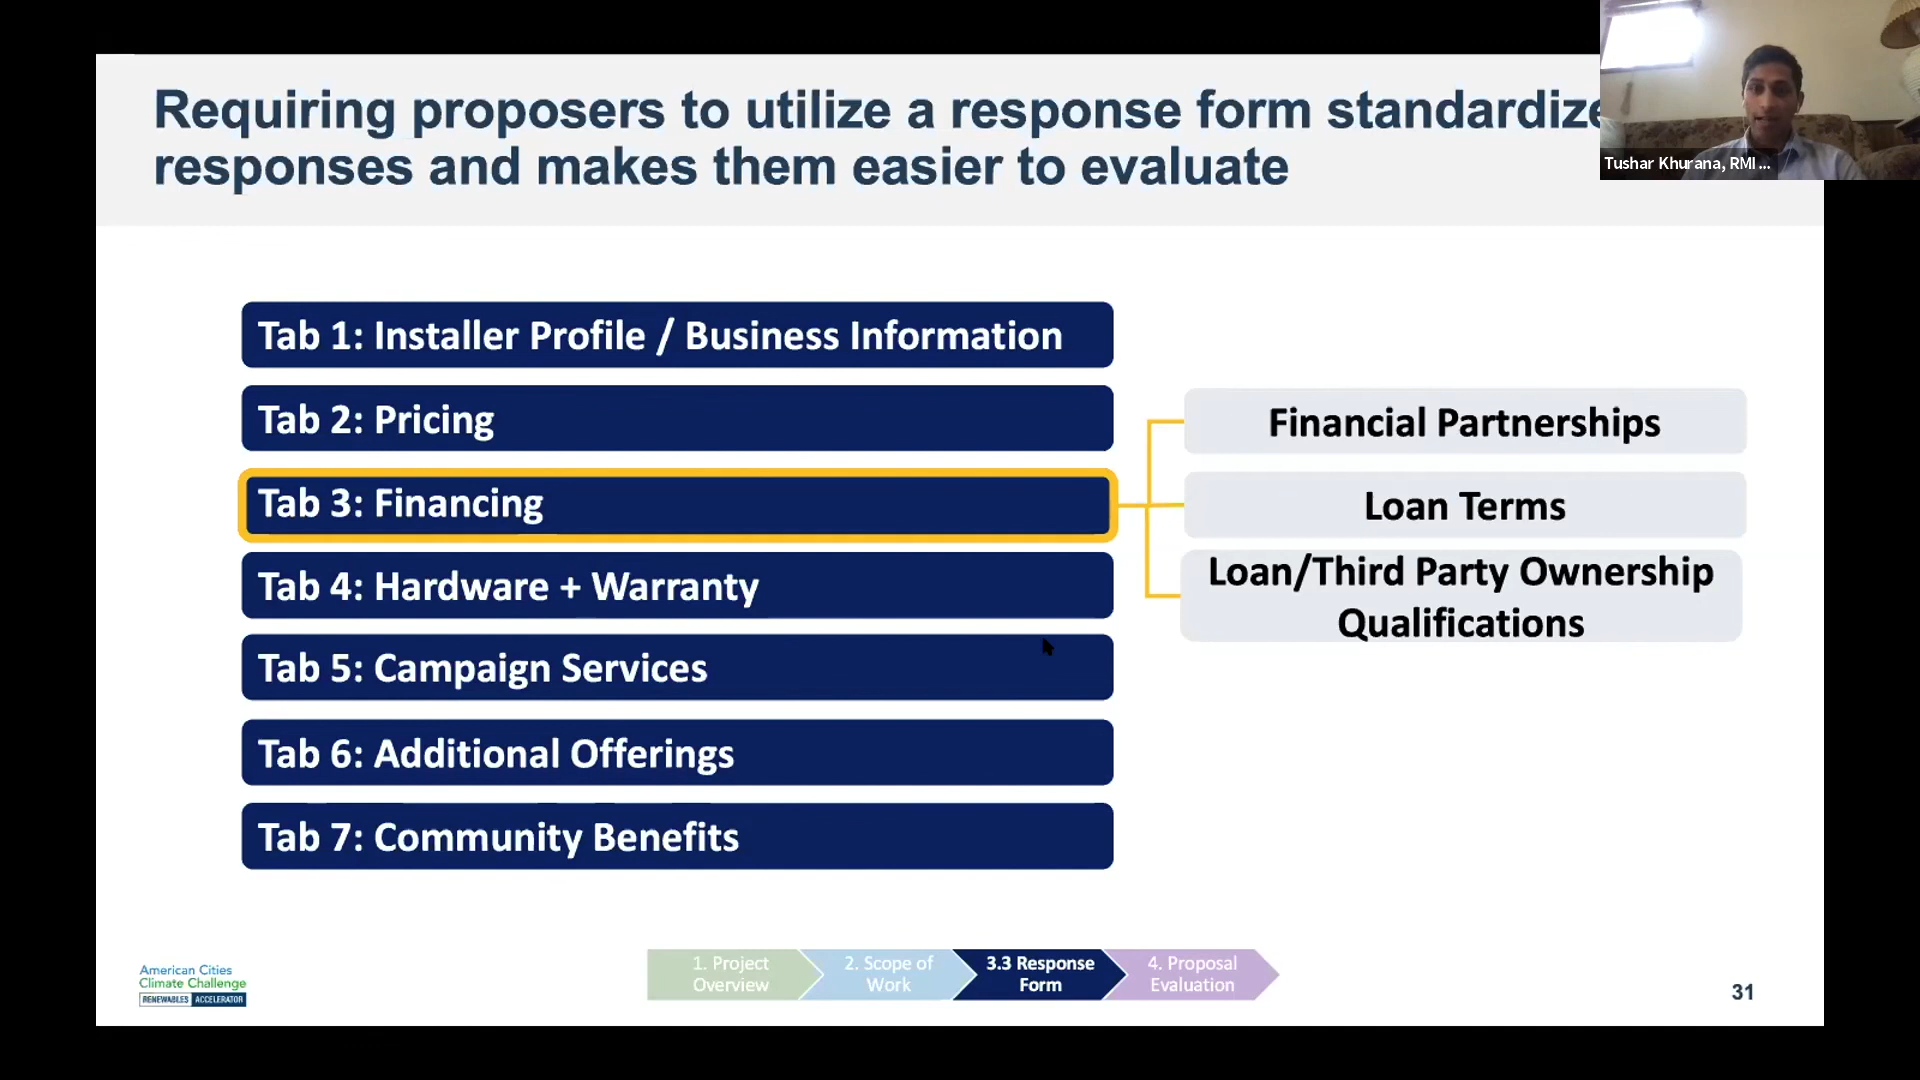 Requiring proposers to utilize a response form standardize
responses and makes them easier to evaluate
Tushar Khurana, RMI ...
Tab 1: Installer Profile / Business Information
Tab 2: Pricing
Tab 3: Financing
Tab 4: Hardware + Warranty
Tab 5: Campaign Services
Tab 6: Additional Offerings
Tab 7: Community Benefits
Financial Partnerships
Loan Terms
Loan/Third Party Ownership
Qualifications
American Cities
Climate Challenge
RENEWABLES ACCELERATOR
1. Project
Overview
2. Scope of
Work
3.3 Response
Form
4. Proposal
Evaluation
31